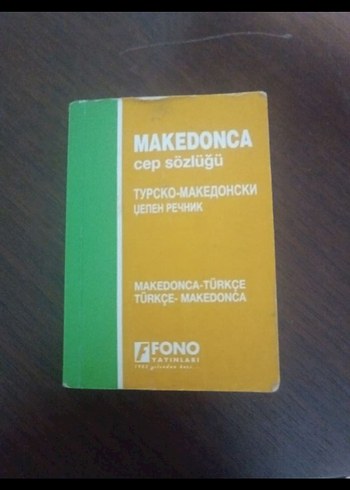 MAKEDONCA
cep sözlüğü
ТУРСКО-МАКЕДОНСКИ
ЏЕПЕН РЕЧНИК
MAKEDONCA-TÜRKÇE
TÜRKÇE- MAKEDONCA
FONO
YAYINLARI